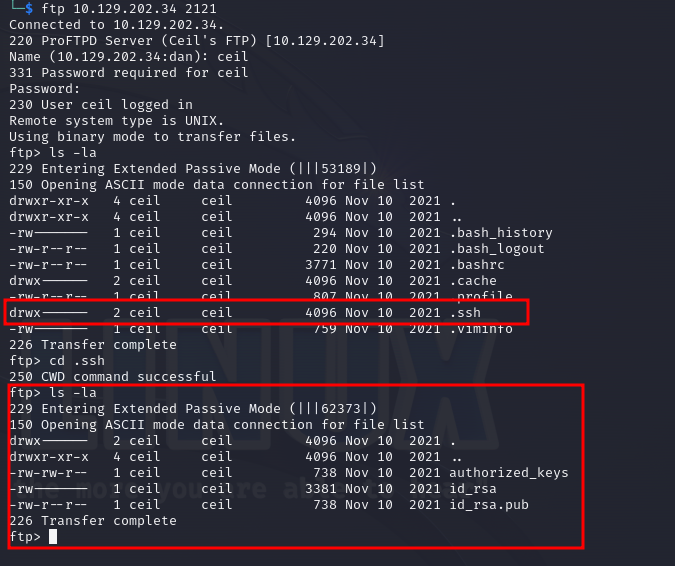 └─$ ftp 10.129.202.34 2121
Connected to 10.129.202.34.
220 ProFTPD Server (Ceil's FTP) [10.129.202.34]
Name (10.129.202.34:dan): ceil
331 Password required for ceil
Password:
230 User ceil logged in
Remote system type is UNIX.
Using binary mode to transfer files.
ftp> ls -la
229 Entering Extended Passive Mode (|||53189|)
150 Opening ASCII mode data connection for file list
drwxr-xr-x   4 ceil     ceil         4096 Nov 10  2021 .
drwxr-xr-x   4 ceil     ceil         4096 Nov 10  2021 ..
-rw-------   1 ceil     ceil          294 Nov 10  2021 .bash_history
-rw-r--r--   1 ceil     ceil          220 Nov 10  2021 .bash_logout
-rw-r--r--   1 ceil     ceil         3771 Nov 10  2021 .bashrc
drwx------   2 ceil     ceil         4096 Nov 10  2021 .cache
-rw-r--r--   1 ceil     ceil          807 Nov 10  2021 .profile
drwx------   2 ceil     ceil         4096 Nov 10  2021 .ssh
-rw-------   1 ceil     ceil          759 Nov 10  2021 .viminfo
226 Transfer complete
ftp> cd .ssh
250 CWD command successful
ftp> ls -la
229 Entering Extended Passive Mode (|||62373|)
150 Opening ASCII mode data connection for file list
drwx------   2 ceil     ceil         4096 Nov 10  2021 .
drwxr-xr-x   4 ceil     ceil         4096 Nov 10  2021 ..
-rw-rw-r--   1 ceil     ceil          738 Nov 10  2021 authorized_keys
-rw-------   1 ceil     ceil         3381 Nov 10  2021 id_rsa
-rw-r--r--   1 ceil     ceil          738 Nov 10  2021 id_rsa.pub
226 Transfer complete
ftp>